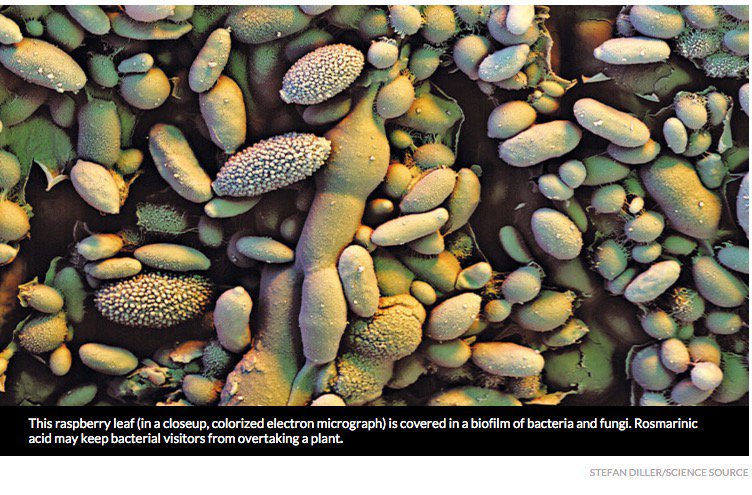 This raspberry leaf (in a closeup, colorized electron micrograph) is covered in a biofilm of bacteria and fungi. Rosmarinic
acid may keep bacterial visitors from overtaking a plant.
STEFAN DILLER/SCIENCE SOURCE